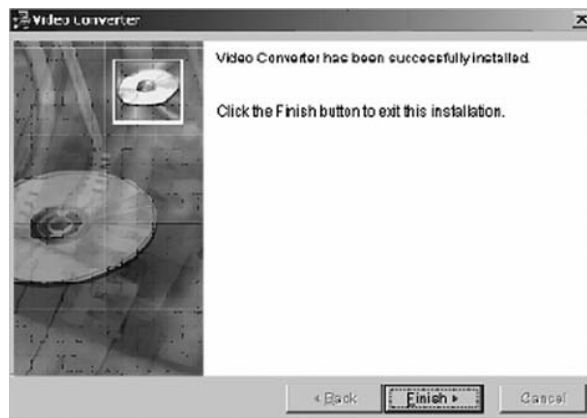 Video Converter
Video Converter has been successfully installed.
Click the Finish button to exit this installation.
< Back
Finish >
Cancel